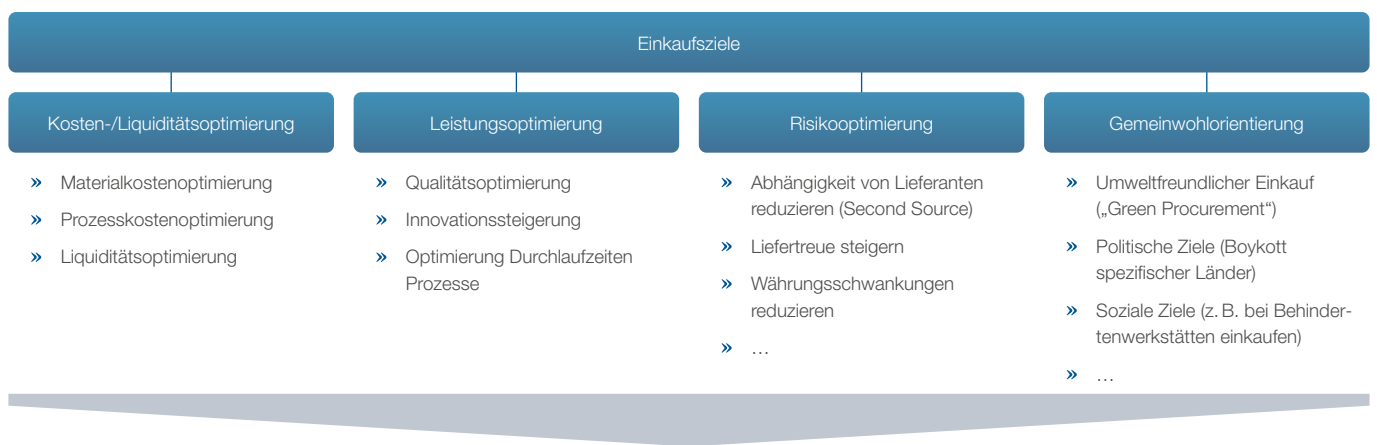 Einkaufsziele
Kosten-/Liquiditätsoptimierung
» Materialkostenoptimierung
» Prozesskostenoptimierung
» Liquiditätsoptimierung
Leistungsoptimierung
» Qualitätsoptimierung
» Innovationssteigerung
» Optimierung Durchlaufzeiten
Prozesse
Risikooptimierung
» Abhängigkeit von Lieferanten
reduzieren (Second Source)
» Liefertreue steigern
» Währungsschwankungen
reduzieren
» …
Gemeinwohlorientierung
» Umweltfreundlicher Einkauf
(„Green Procurement“)
» Politische Ziele (Boykott
spezifischer Länder)
» Soziale Ziele (z. B. bei Behinder-
tenwerkstätten einkaufen)
» …